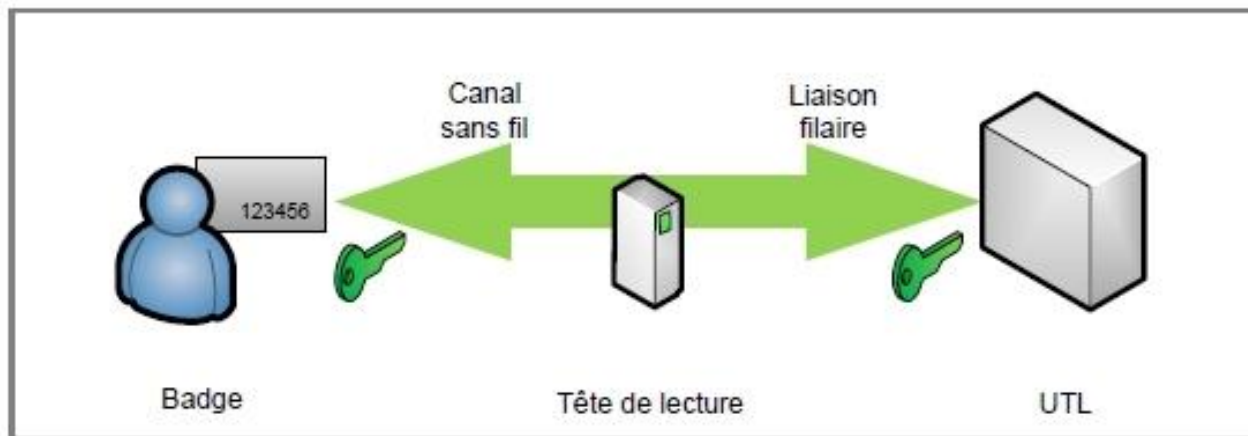 Canal
sans fil
Liaison
filaire
123456
Badge
Tête de lecture
UTL